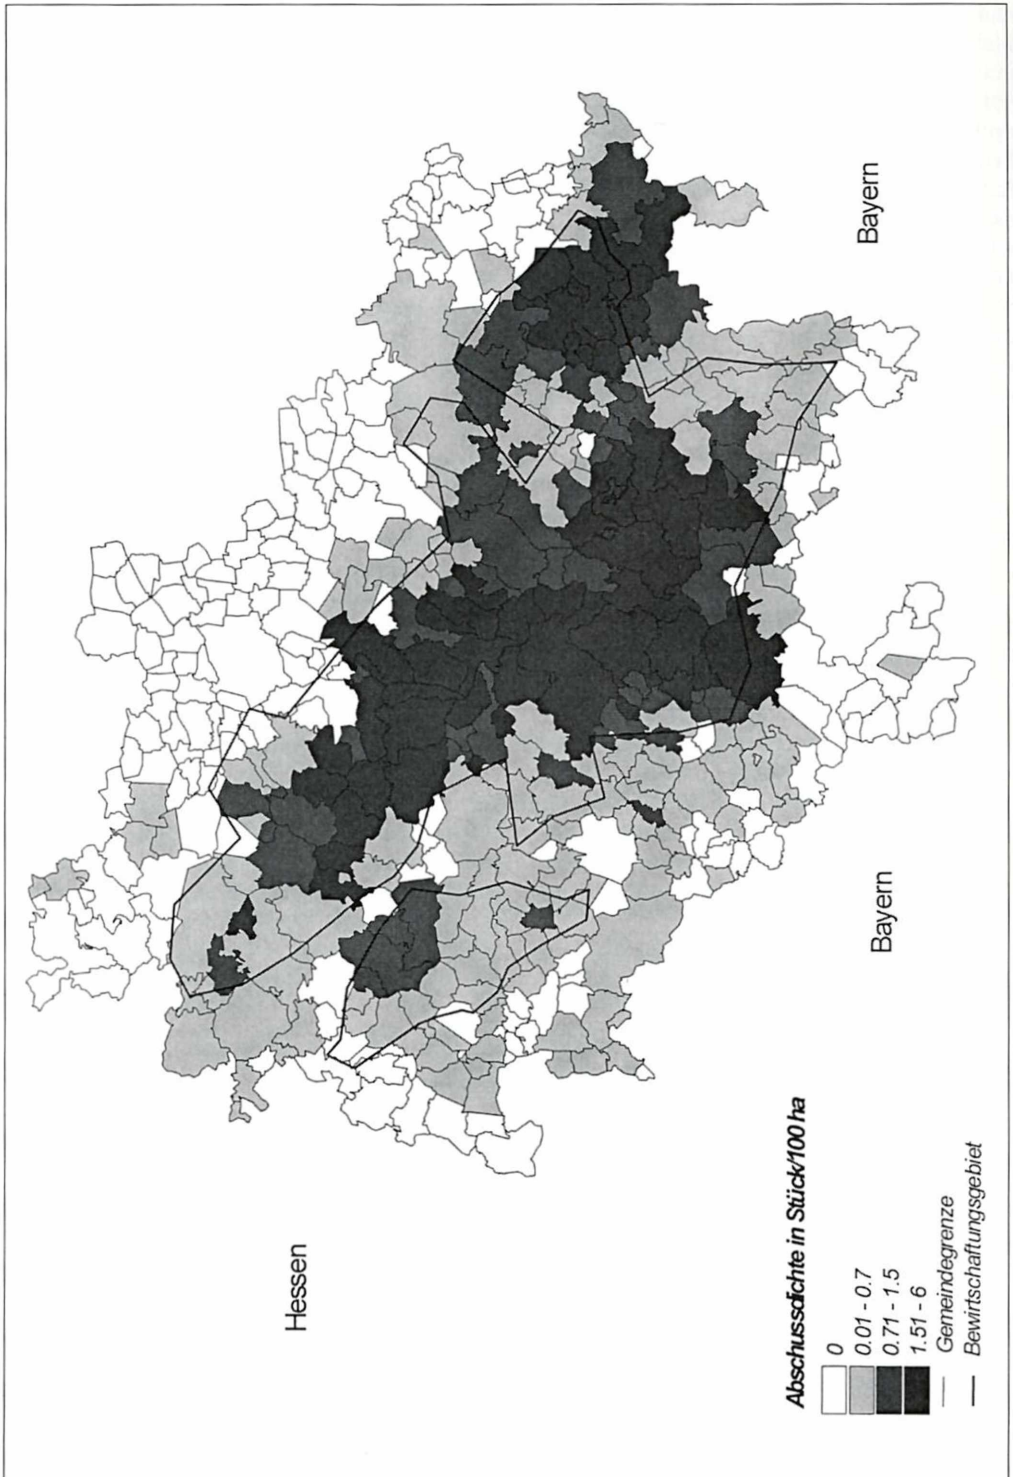 Hessen
Bayern
Bayern
Abschussdichte in Stück/100 ha
0
0.01 - 0.7
0.71 - 1.5
1.51 - 6
Gemeindegrenze
Bewirtschaftungsgebiet